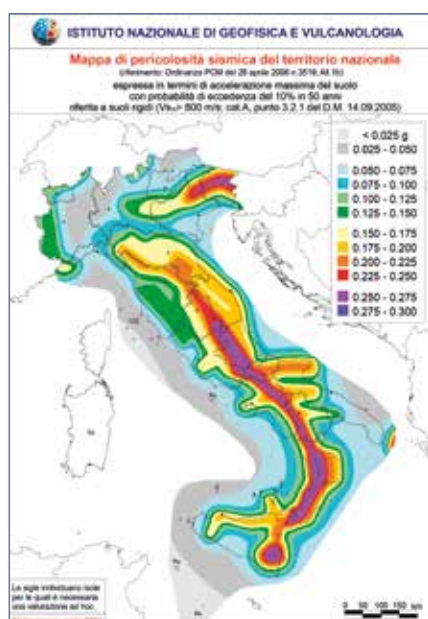 ISTITUTO NAZIONALE DI GEOFISICA E VULCANOLOGIA
Mappa di pericolosità sismica del territorio nazionale
(riferimento: Ordinanza PCM del 28 aprile 2006 n.3519, All.1b)
espressa in termini di accelerazione massima del suolo
con probabilità di eccedenza del 10% in 50 anni
riferita a suoli rigidi (Vs₃₀> 800 m/s; cat.A, punto 3.2.1 del D.M. 14.09.2005)
< 0.025 g
0.025 - 0.050
0.050 - 0.075
0.075 - 0.100
0.100 - 0.125
0.125 - 0.150
0.150 - 0.175
0.175 - 0.200
0.200 - 0.225
0.225 - 0.250
0.250 - 0.275
0.275 - 0.300
Le sigle individuano isole
per le quali è necessaria
una valutazione ad hoc
0 50 100 150 km